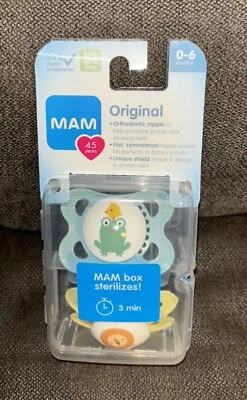 0-6
months
MAM
45
years
Original
• Orthodontic nipple to
help promote proper oral
development
• Flat, symmetrical nipple shape
fits perfectly in baby's mouth
• Unique shield shape & design
to protect skin
MAM box
sterilizes!
3 min